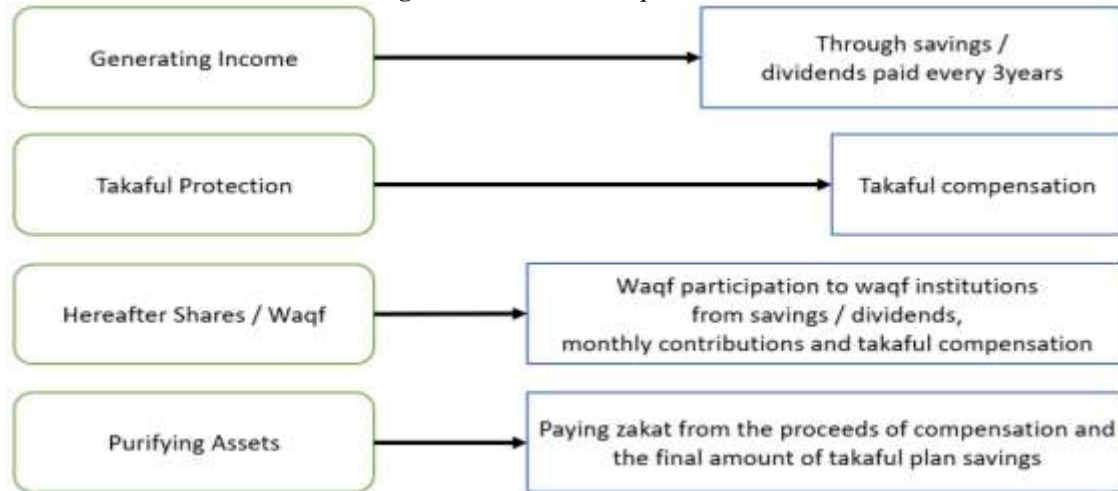 Generating Income
Through savings /
dividends paid every 3years
Takaful Protection
Takaful compensation
Hereafter Shares / Waqf
Waqf participation to waqf institutions
from savings / dividends,
monthly contributions and takaful compensation
Purifying Assets
Paying zakat from the proceeds of compensation and
the final amount of takaful plan savings